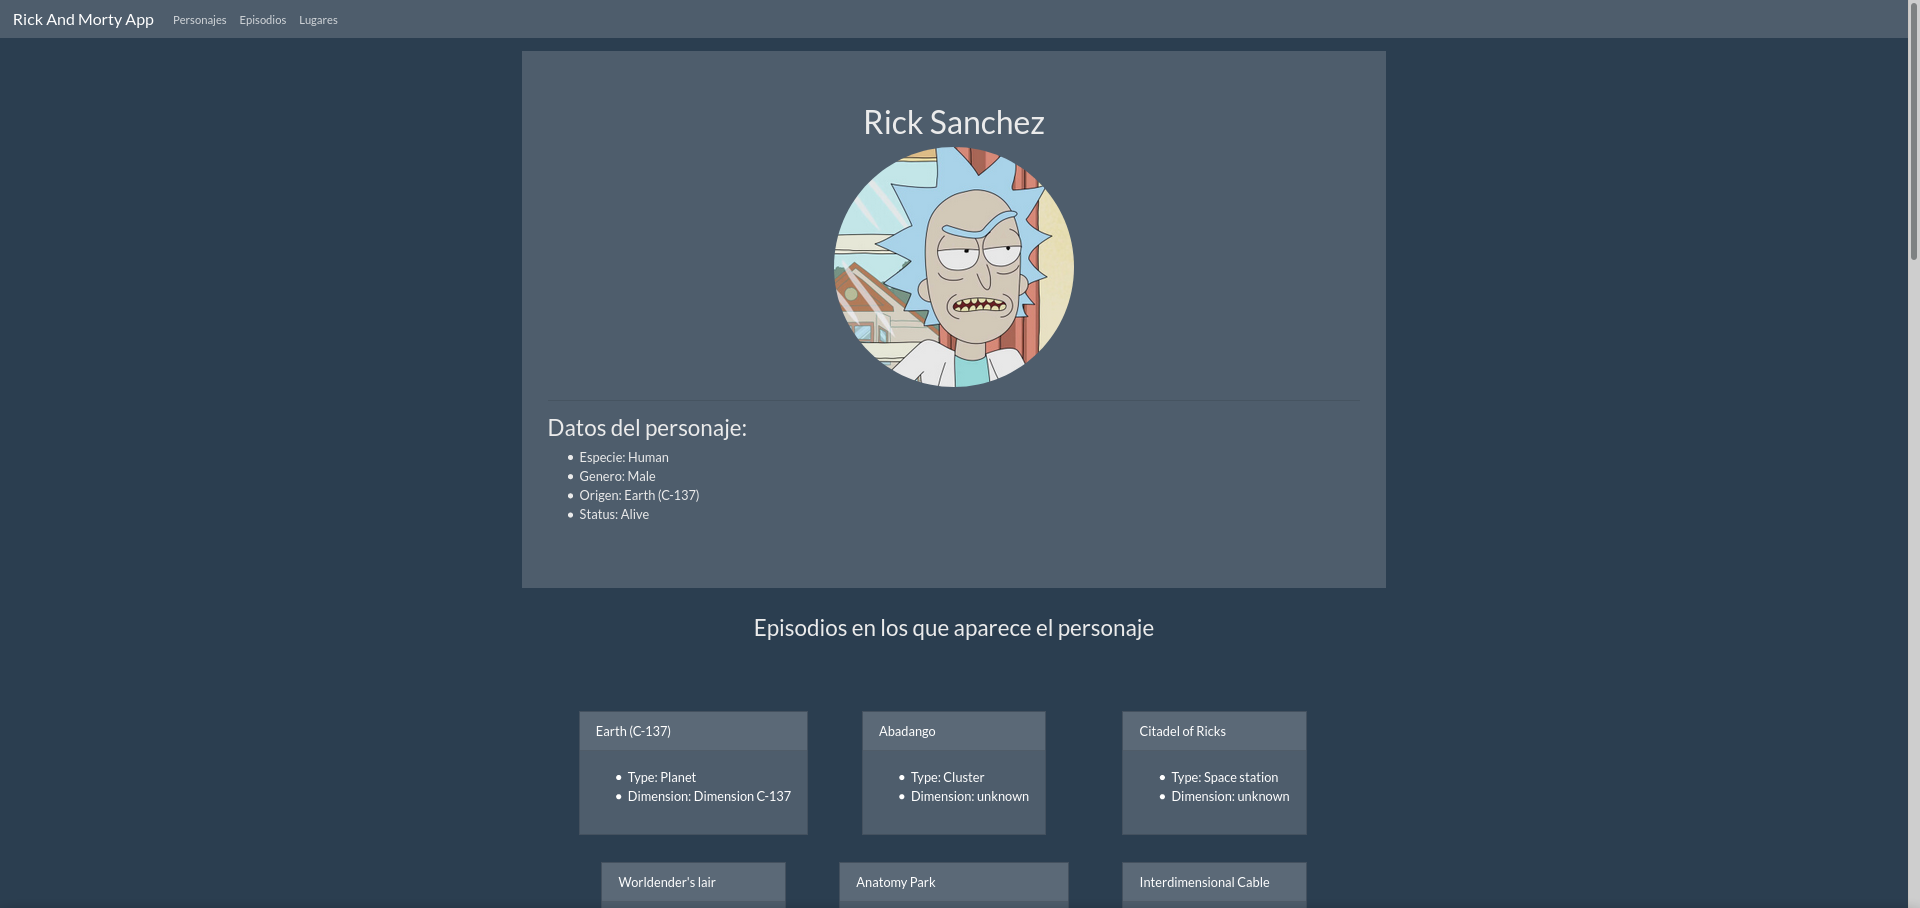 Rick And Morty App Personajes Episodios Lugares
Rick Sanchez
Datos del personaje:
Especie: Human
Genero: Male
Origen: Earth (C-137)
Status: Alive
Episodios en los que aparece el personaje
Earth (C-137)
Type: Planet
Dimension: Dimension C-137
Abadango
Type: Cluster
Dimension: unknown
Citadel of Ricks
Type: Space station
Dimension: unknown
Worldender's lair
Anatomy Park
Interdimensional Cable